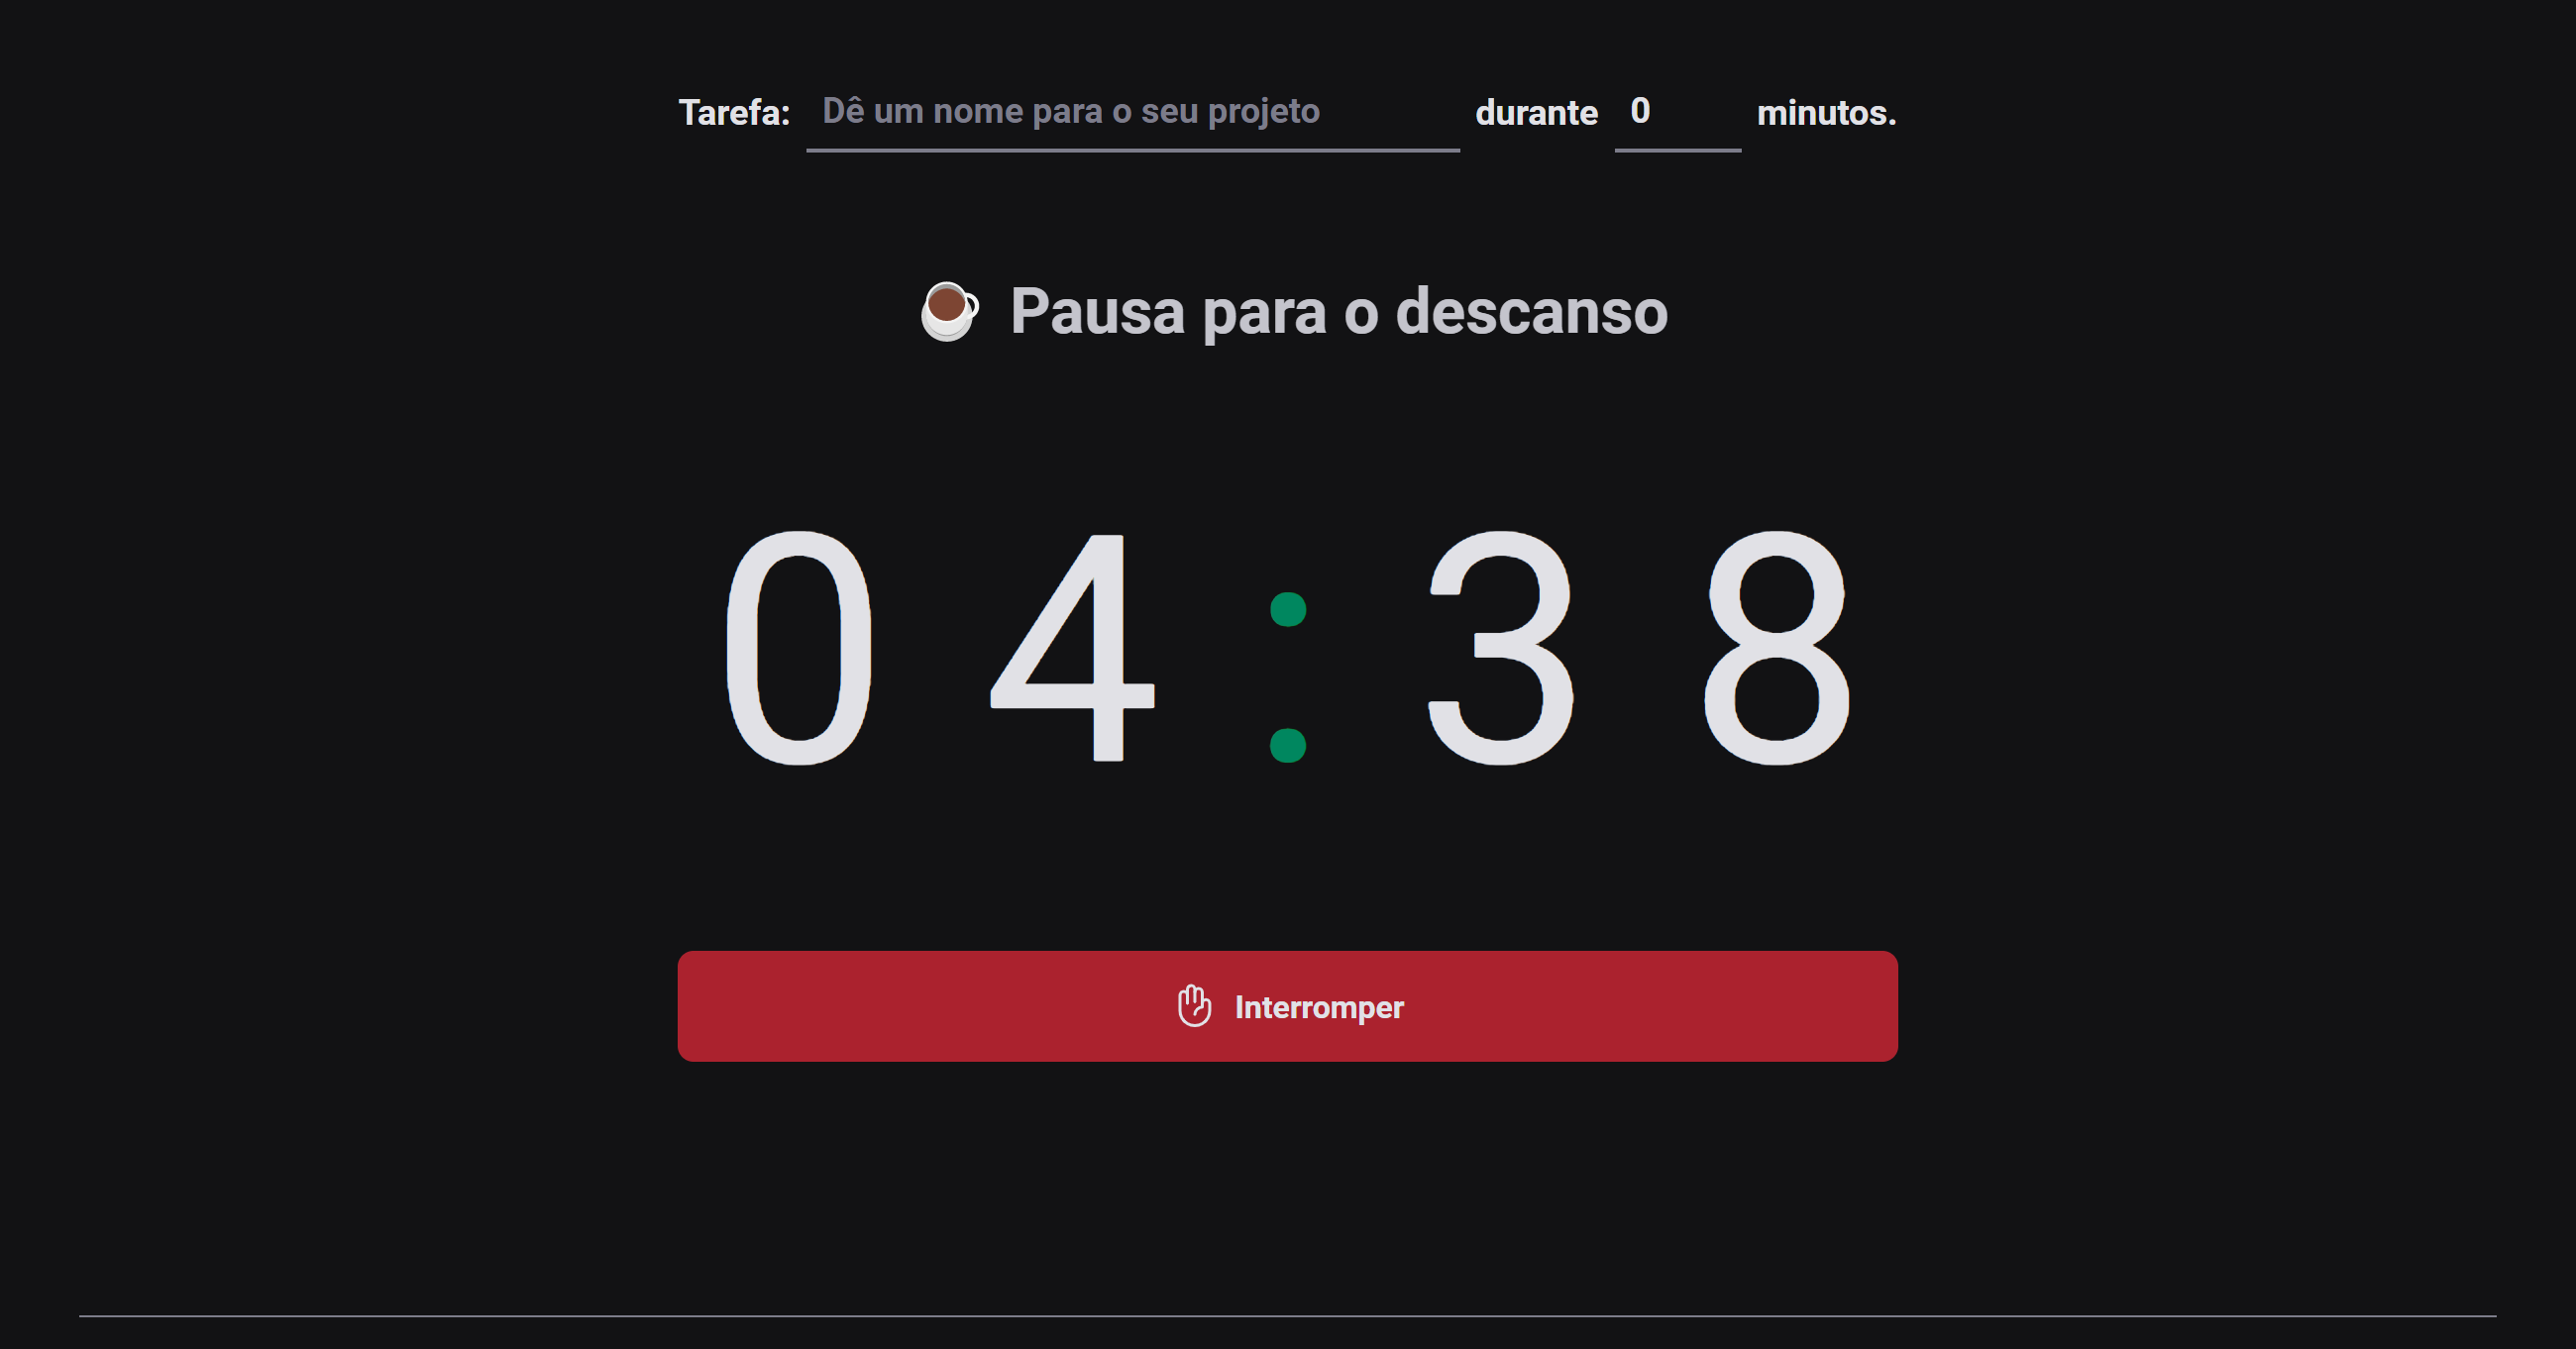 Tarefa: Dê um nome para o seu projeto durante 0 minutos.
Pausa para o descanso
04:38
Interromper